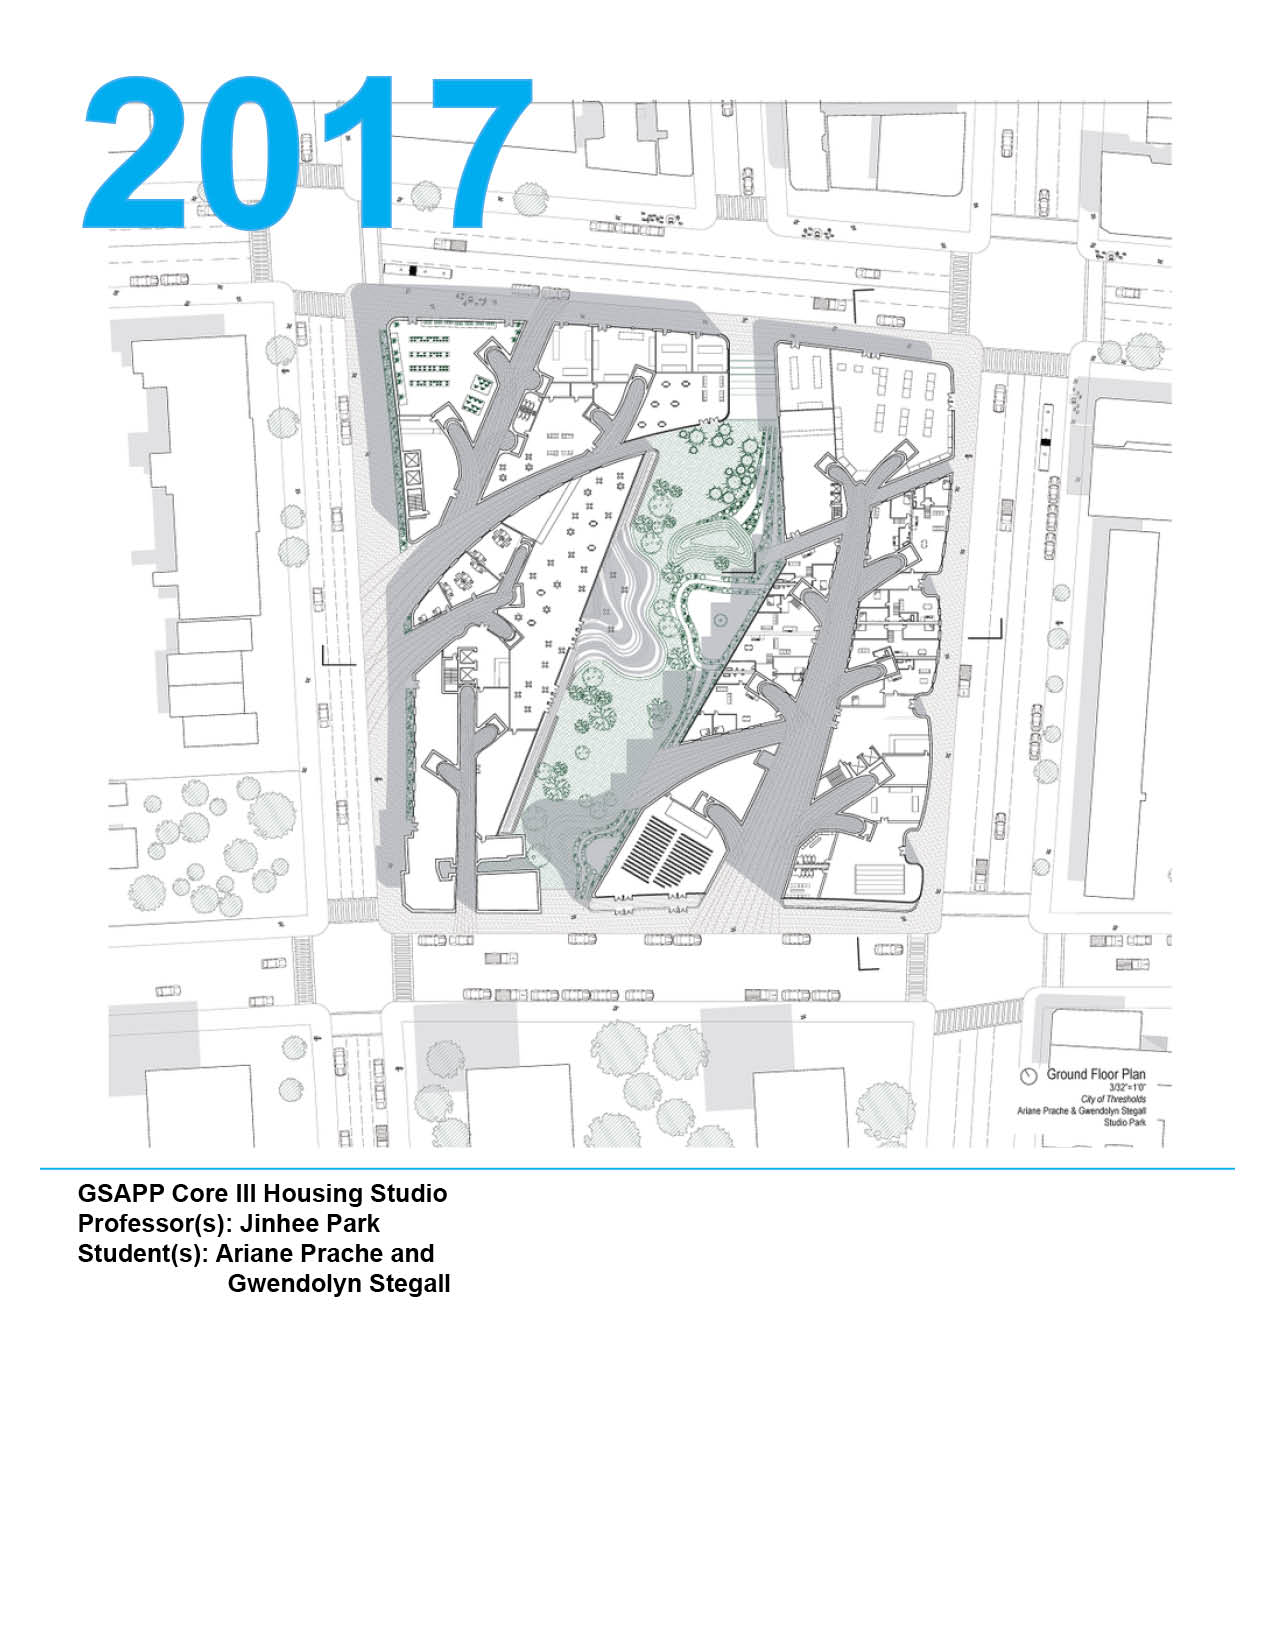 2017
Ground Floor Plan
3/32"=1'0"
City of Thresholds
Ariane Prache & Gwendolyn Stegall
Studio Park
GSAPP Core III Housing Studio
Professor(s): Jinhee Park
Student(s): Ariane Prache and
Gwendolyn Stegall